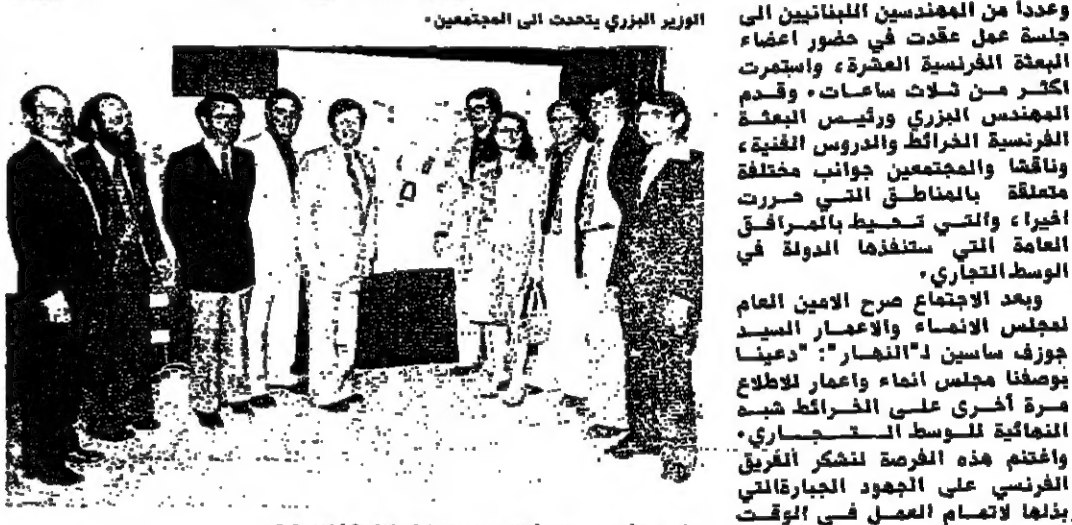 وعددا من المهندسين اللبنانيين الى
جلسة عمل عقدت في حضور اعضاء
البعثة الفرنسية العشرة، واستمرت
اكثر من ثلاث ساعات. وقدم
المهندس البزري ورئيس البعثة
الفرنسية الخرائط والدروس الفنية،
وناقشا والمجتمعين جوانب مختلفة
متعلقة بالمناطق التي حررت
اخيرا، والتي تحيط بالمرافق
العامة التي ستنفذها الدولة في
الوسط التجاري.
وبعد الاجتماع صرح الامين العام
لمجلس الانماء والاعمار السيد
جوزف ساسين لـ"النهار": "دعينا
بوصفنا مجلس انماء واعمار للاطلاع
مرة أخرى على الخرائط شبه
النهائية للوسط التجاري.
واغتنم هذه الفرصة لنشكر الفريق
الفرنسي على الجهود الجبارة التي
بذلها لاتمام العمل في الوقت
الوزير البزري يتحدث الى المجتمعين.